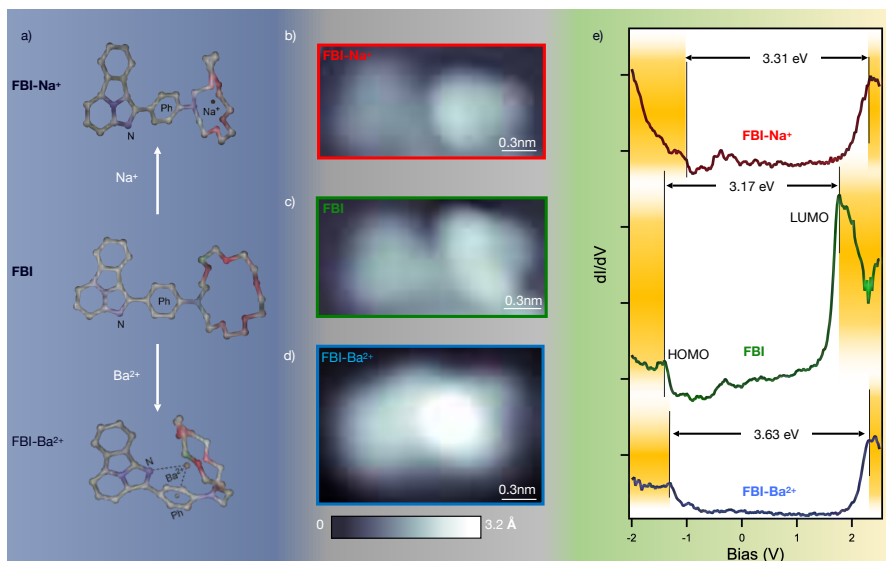 a)
FBI-Na⁺
Ph
Na⁺
N
Na⁺
FBI
Ph
N
Ba²⁺
FBI-Ba²⁺
N
Ba²⁺
Ph
b)
FBI-Na⁺
0.3nm
c)
FBI
0.3nm
d)
FBI-Ba²⁺
0.3nm
0
3.2 Å
e)
3.31 eV
FBI-Na⁺
3.17 eV
LUMO
HOMO
FBI
3.63 eV
FBI-Ba²⁺
dI/dV
-2 -1 0 1 2
Bias (V)